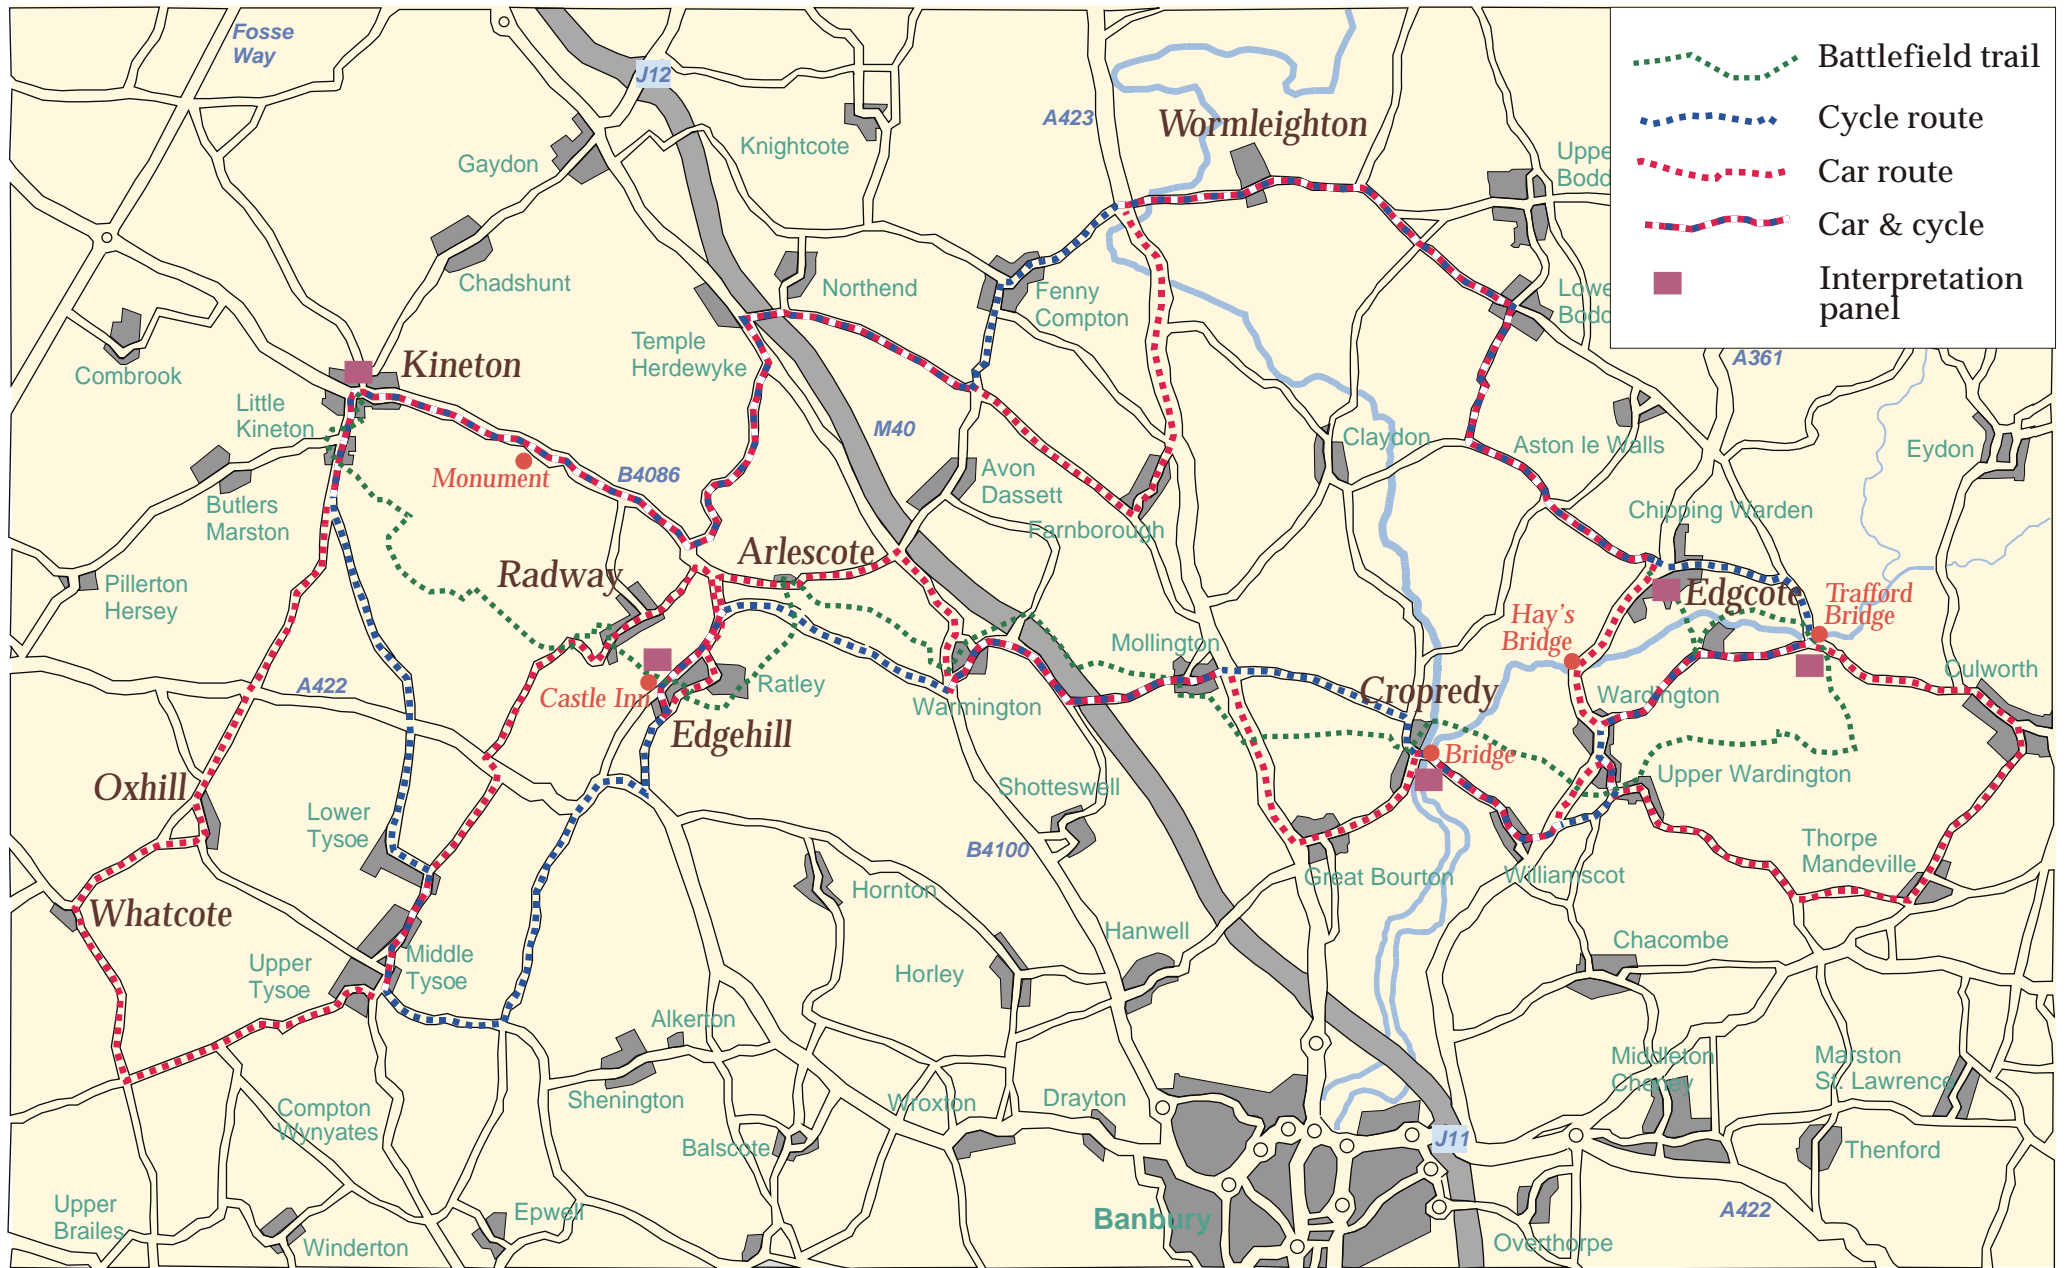 Fosse
Way
J12
A423
Wormleighton
Knightcote
Gaydon
Uppe
Bodd
Battlefield trail
Cycle route
Car route
Car & cycle
Interpretation
panel
Chadshunt
Northend
Fenny
Compton
Lowe
Bodd
Temple
Herdewyke
Combrook
Kineton
A361
Little
Kineton
M40
Claydon
Aston le Walls
Eydon
Monument
B4086
Avon
Dassett
Butlers
Marston
Farnborough
Chipping Warden
Arlescote
Radway
Pillerton
Hersey
Edgcote
Trafford
Bridge
Hay's
Bridge
Mollington
Culworth
A422
Castle Inn
Ratley
Warmington
Cropredy
Wardington
Edgehill
Bridge
Oxhill
Shotteswell
Upper Wardington
Lower
Tysoe
B4100
Thorpe
Mandeville
Great Bourton
Williamscot
Hornton
Whatcote
Hanwell
Chacombe
Middle
Tysoe
Upper
Tysoe
Horley
Alkerton
Middleton
Cheney
Marston
St. Lawrence
Compton
Wynyates
Shenington
Wroxton
Drayton
Balscote
J11
Thenford
Upper
Brailes
Epwell
Winderton
Banbury
A422
Overthorpe